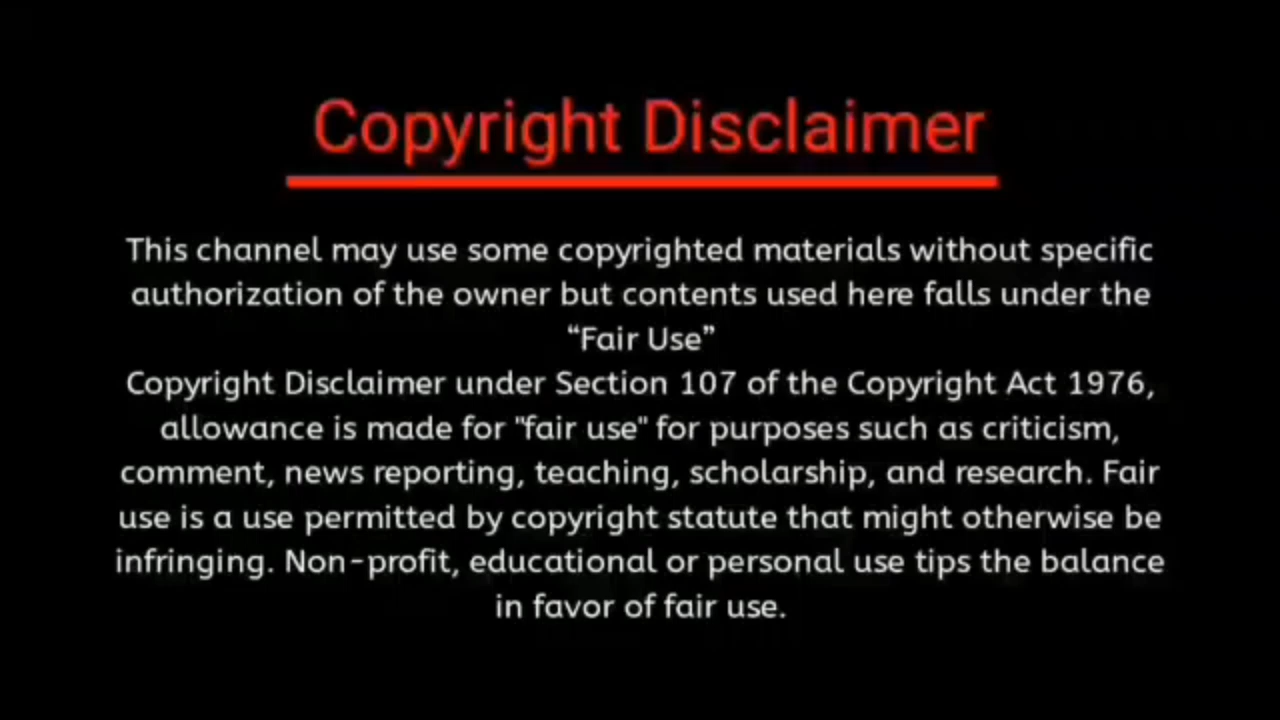 Copyright Disclaimer
This channel may use some copyrighted materials without specific
authorization of the owner but contents used here falls under the
“Fair Use”
Copyright Disclaimer under Section 107 of the Copyright Act 1976,
allowance is made for "fair use" for purposes such as criticism,
comment, news reporting, teaching, scholarship, and research. Fair
use is a use permitted by copyright statute that might otherwise be
infringing. Non-profit, educational or personal use tips the balance
in favor of fair use.